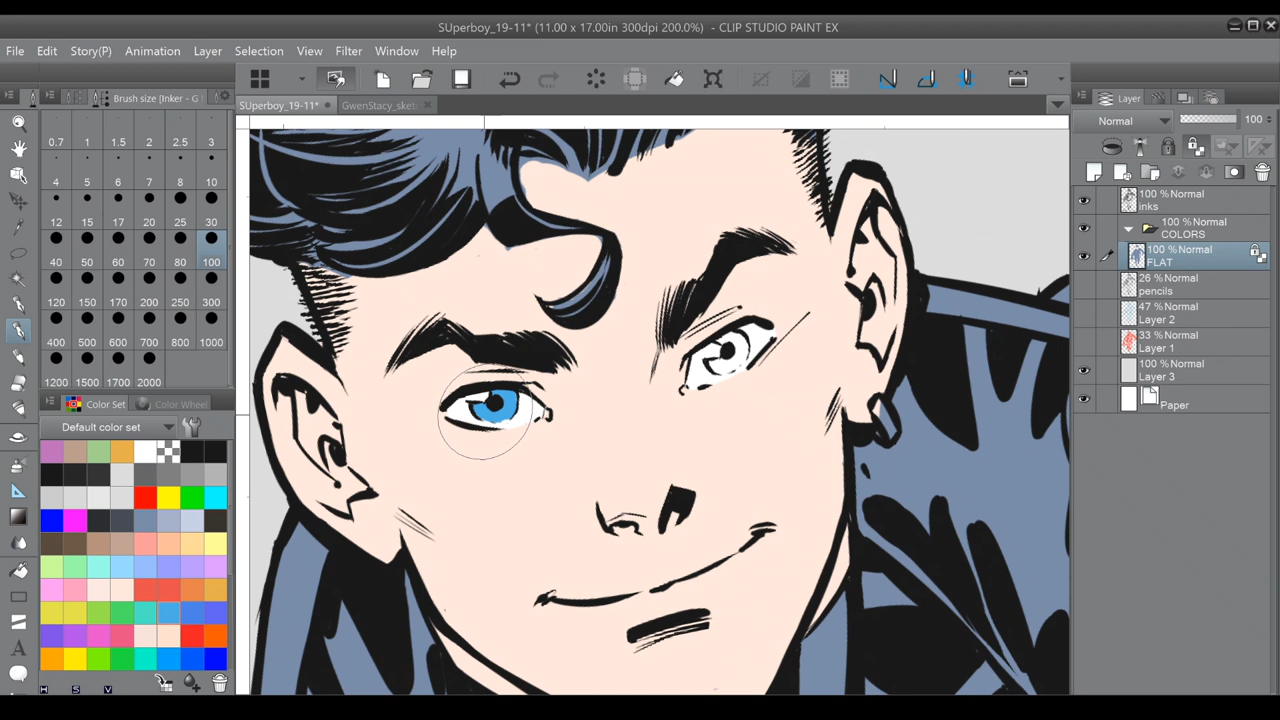 SUperboy_19-11* (11.00 x 17.00in 300dpi 200.0%) - CLIP STUDIO PAINT EX
File Edit Story(P) Animation Layer Selection View Filter Window Help
Brush size [Inker - G
SUperboy_19-11* GwenStacy_sket
Layer
Normal 100
0.7 1 1.5 2 2.5 3
4 5 6 7 8 10
12 15 17 20 25 30
40 50 60 70 80 100
120 150 170 200 250 300
400 500 600 700 800 1000
1200 1500 1700 2000
Color Set Color Wheel
Default color set
H S V
100 % Normal
inks
100 % Normal
COLORS
100 % Normal
FLAT
26 % Normal
pencils
47 % Normal
Layer 2
33 % Normal
Layer 1
100 % Normal
Layer 3
Paper